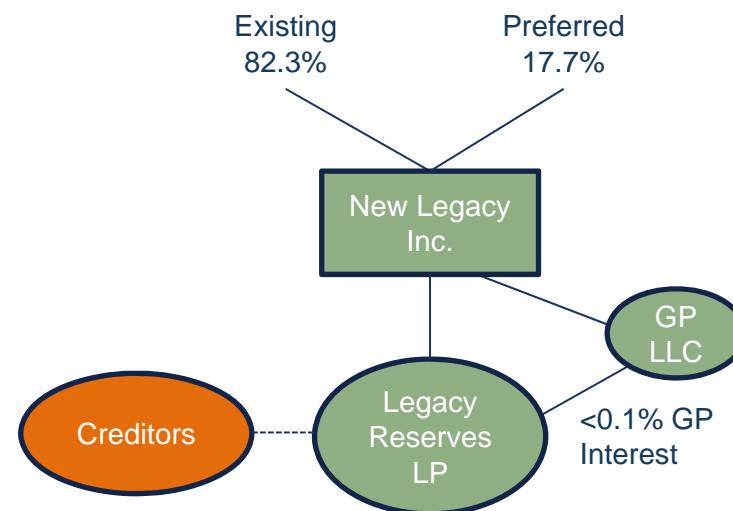 Existing
82.3%
Preferred
17.7%
New Legacy
Inc.
GP
LLC
Creditors
Legacy
Reserves
LP
<0.1% GP
Interest